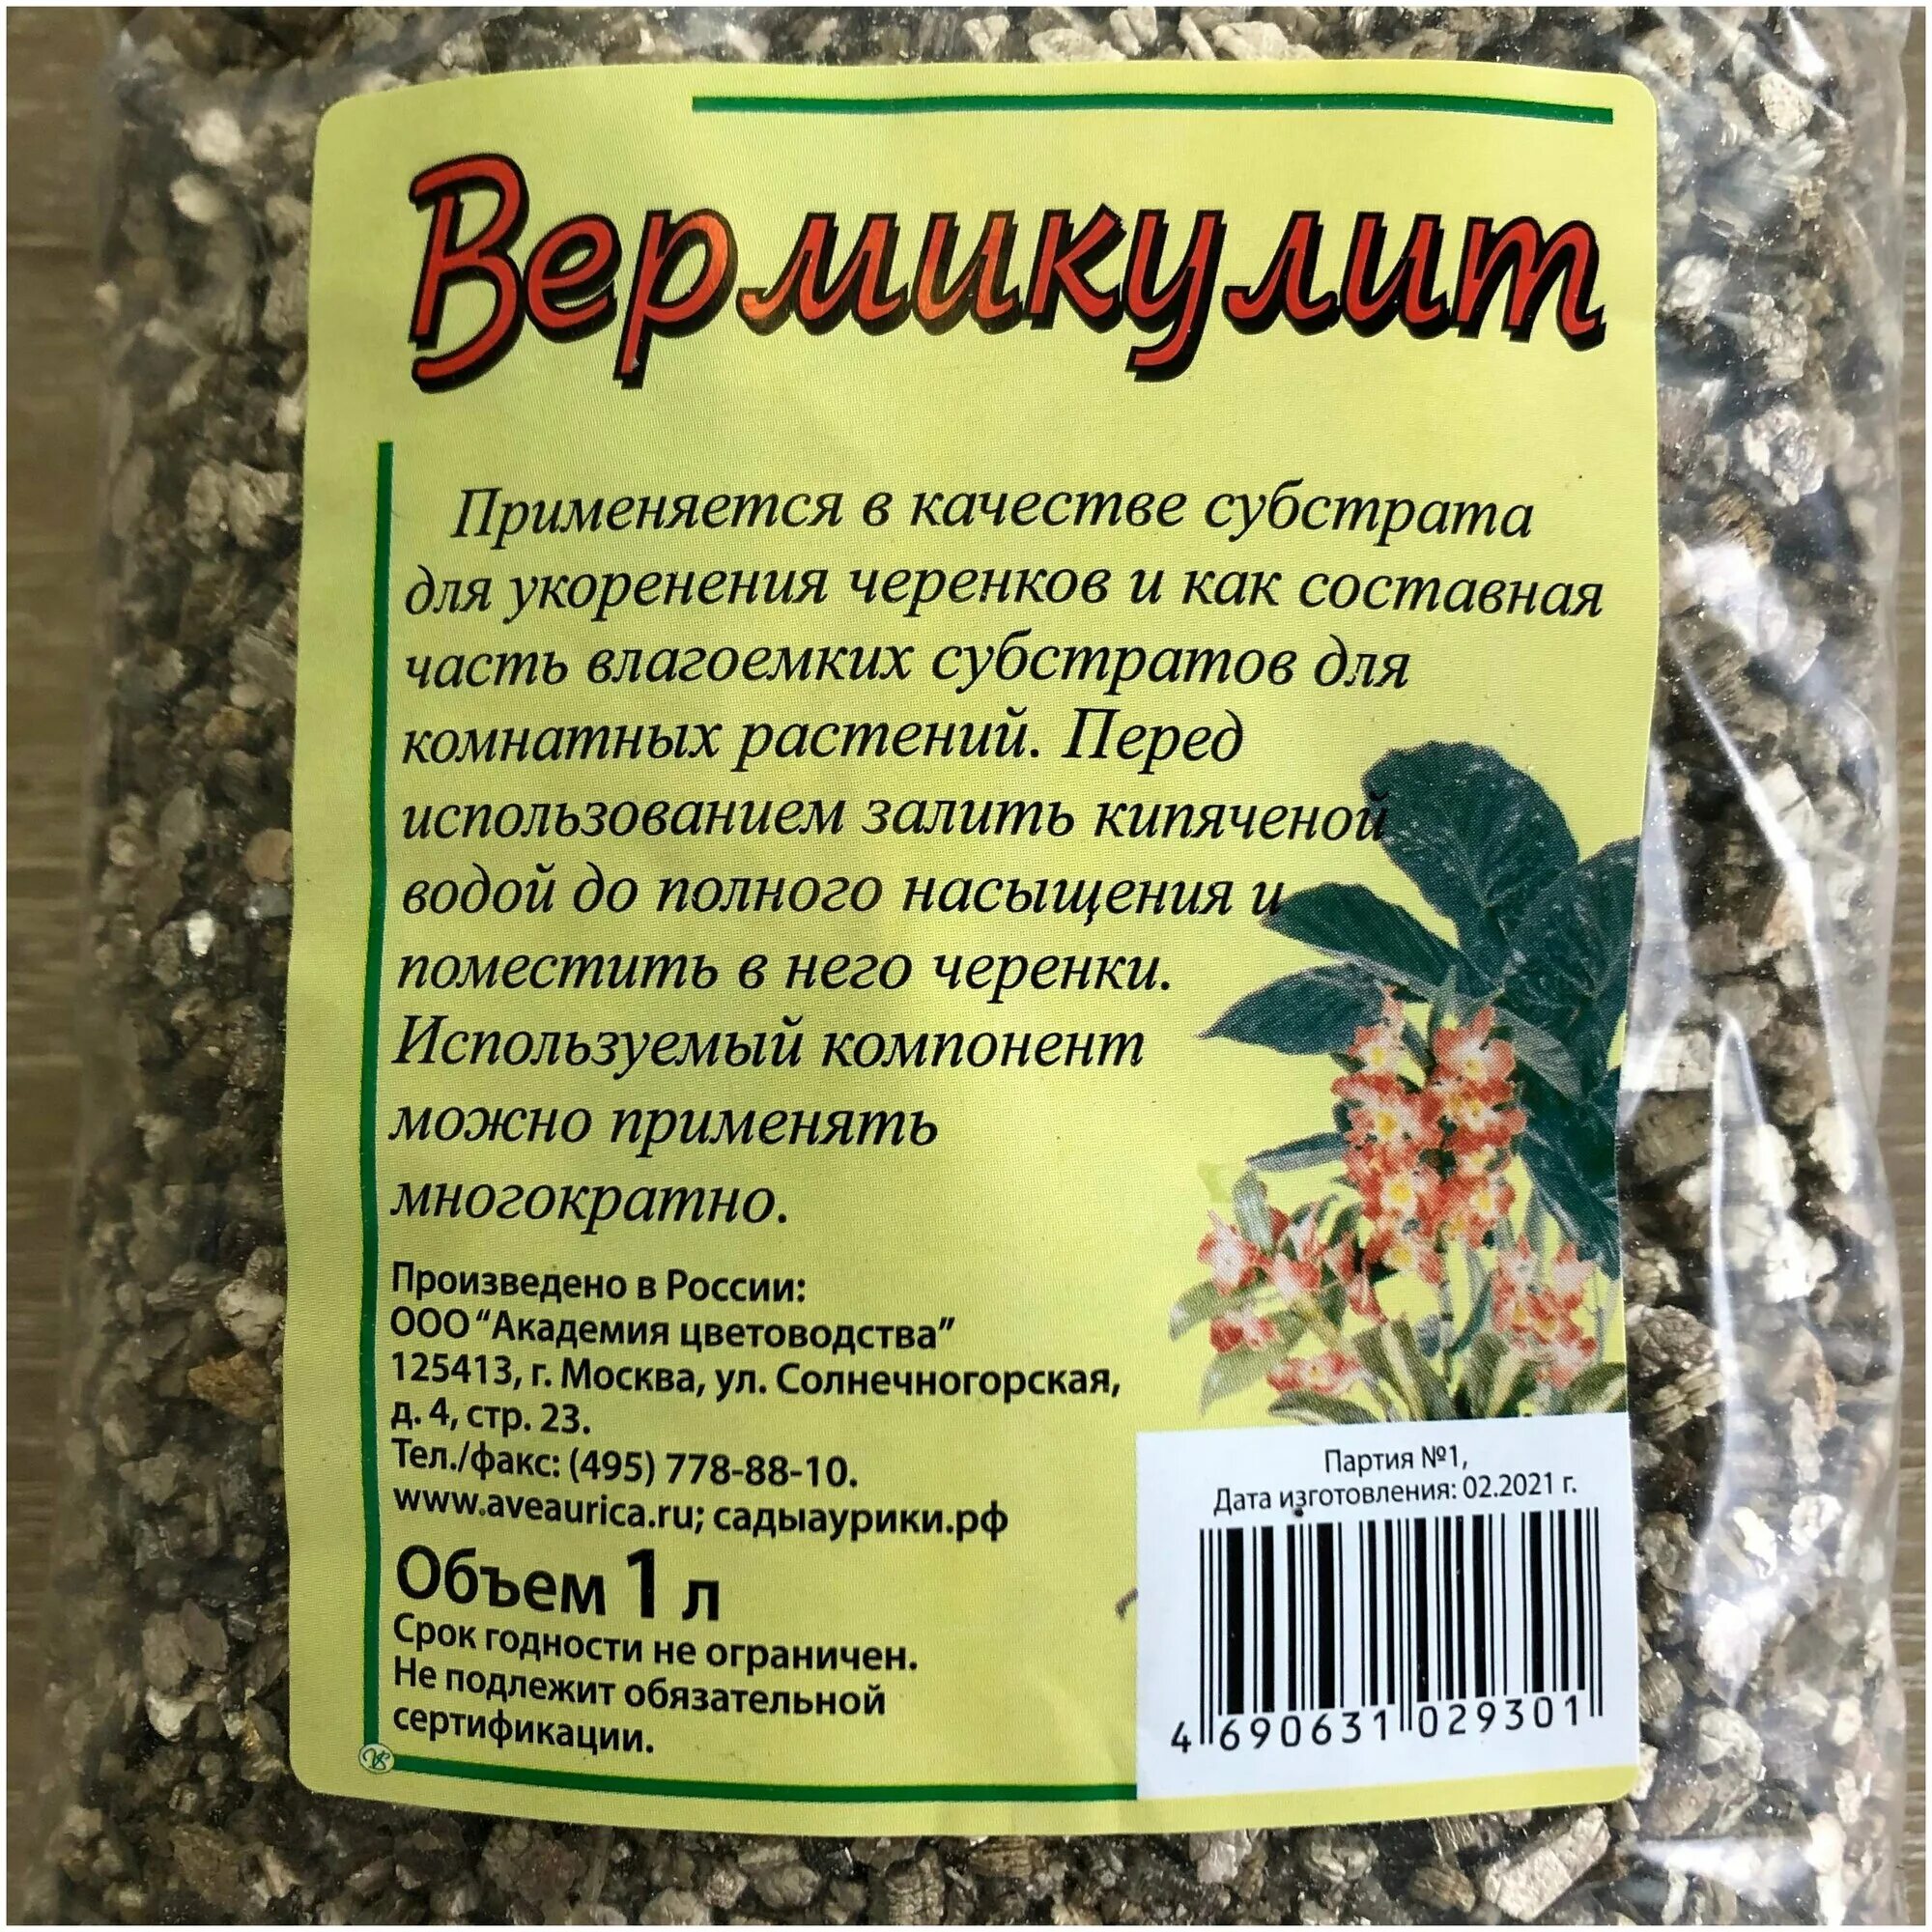 Вермикулит
Применяется в качестве субстрата
для укоренения черенков и как составная
часть влагоемких субстратов для
комнатных растений. Перед
использованием залить кипяченой
водой до полного насыщения и
поместить в него черенки.
Используемый компонент
можно применять
многократно.
Произведено в России:
ООО "Академия цветоводства"
125413, г. Москва, ул. Солнечногорская,
д. 4, стр. 23.
Тел./факс: (495) 778-88-10.
www.aveaurica.ru; садыаурики.рф
Объем 1 л
Срок годности не ограничен.
Не подлежит обязательной
сертификации.
Партия №1,
Дата изготовления: 02.2021 г.
4 690631 029301